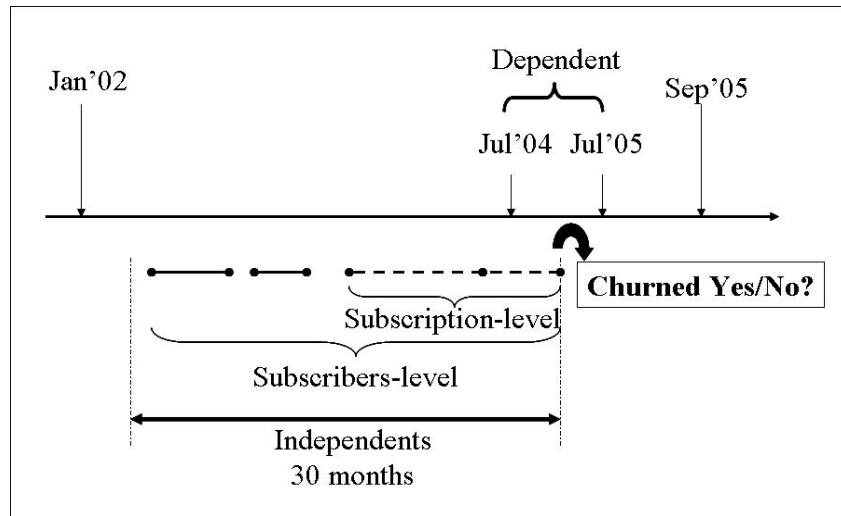 Dependent
Jan’02
Sep’05
Jul’04
Jul’05
Churned Yes/No?
Subscription-level
Subscribers-level
Independents
30 months